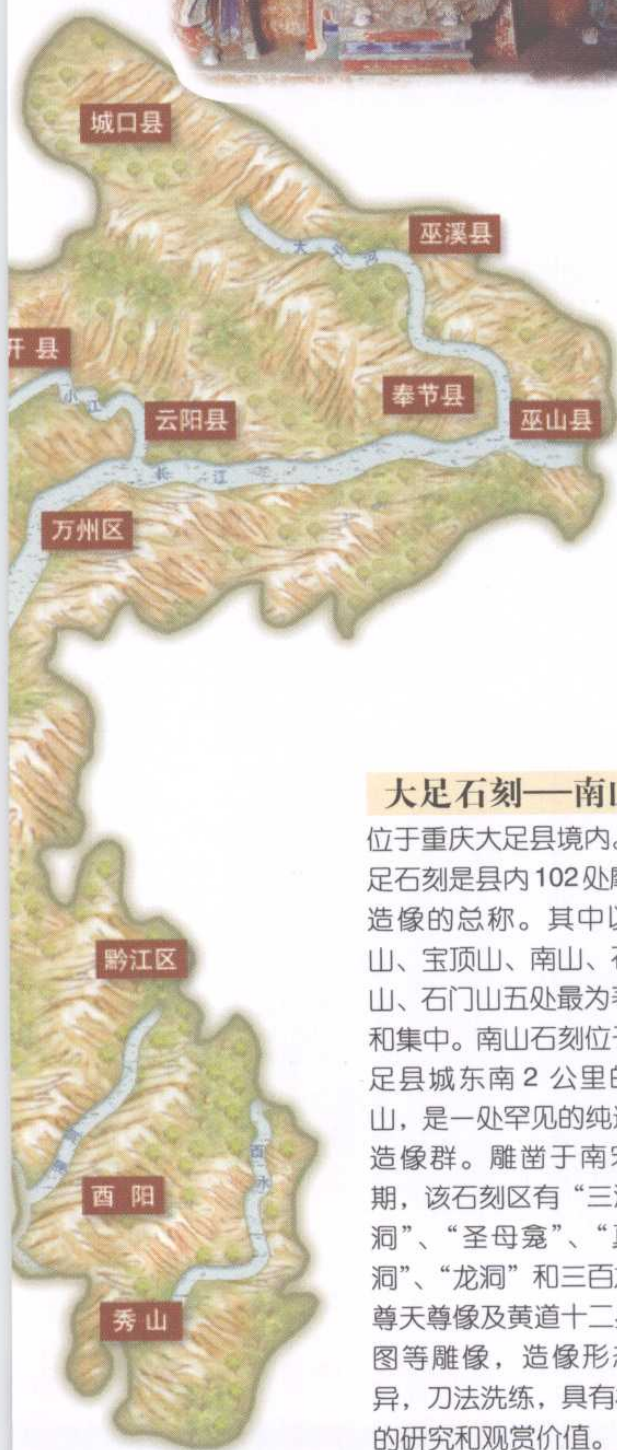 城口县
巫溪县
大宁河
开县
小江
云阳县
奉节县
巫山县
长江
万州区
大足石刻——南山
位于重庆大足县境内。
足石刻是县内102处
造像的总称。其中以
山、宝顶山、南山、石
山、石门山五处最为
和集中。南山石刻位于
足县城东南2公里的
山，是一处罕见的纯道
造像群。雕凿于南宋
期，该石刻区有“三清
洞”、“圣母龛”、“真
洞”、“龙洞”和三百
尊天尊像及黄道十二
图等雕像，造像形态
异，刀法洗练，具有
的研究和观赏价值。
黔江区
酉阳
酉水
秀山